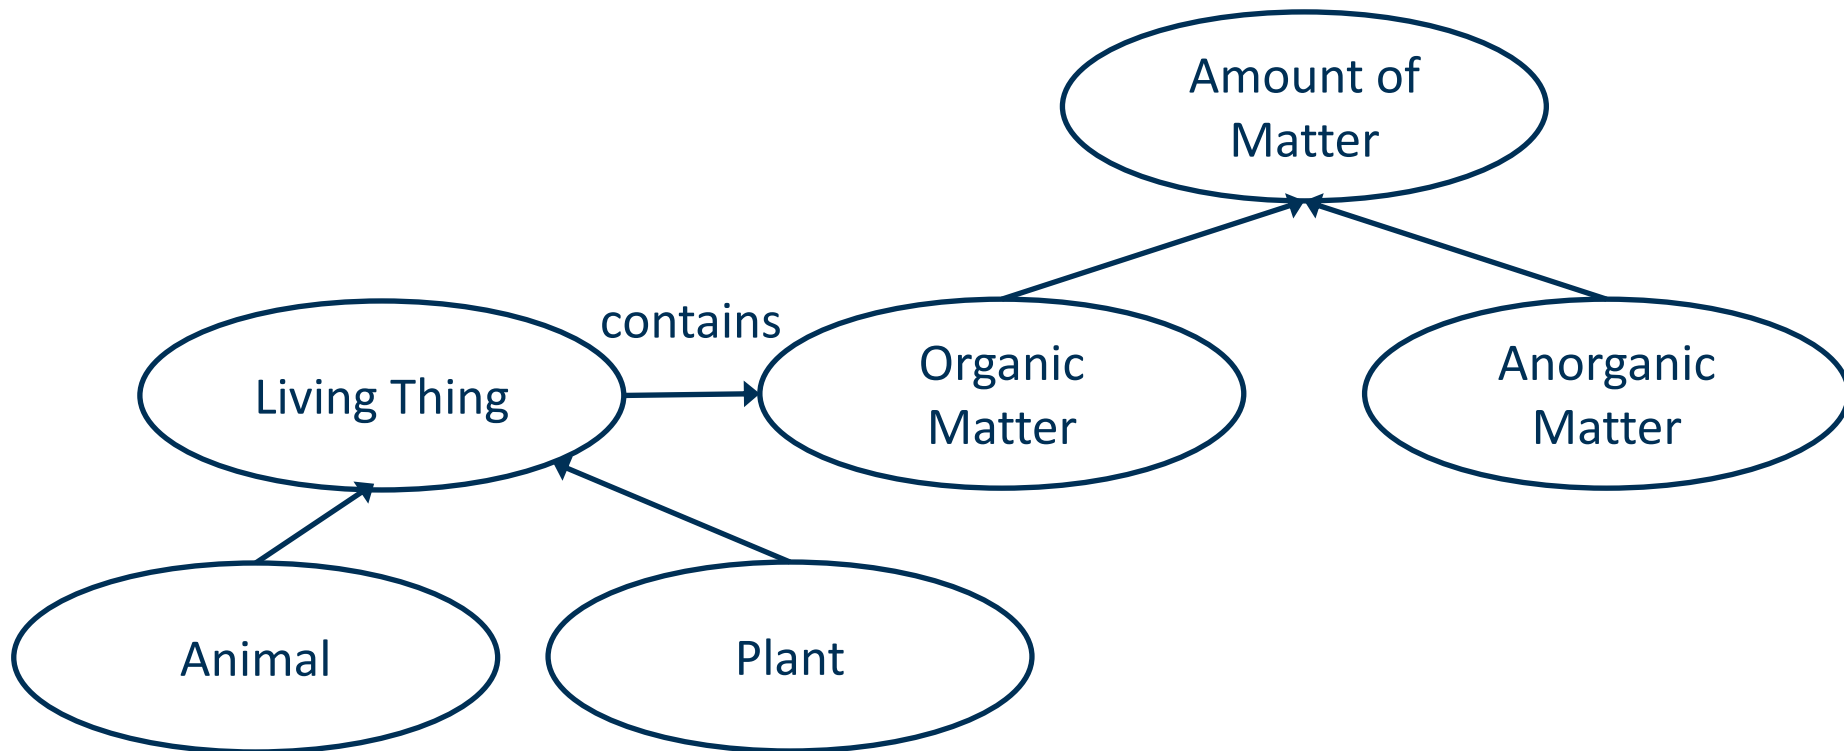 Amount of
Matter
contains
Living Thing
Organic
Matter
Anorganic
Matter
Animal
Plant